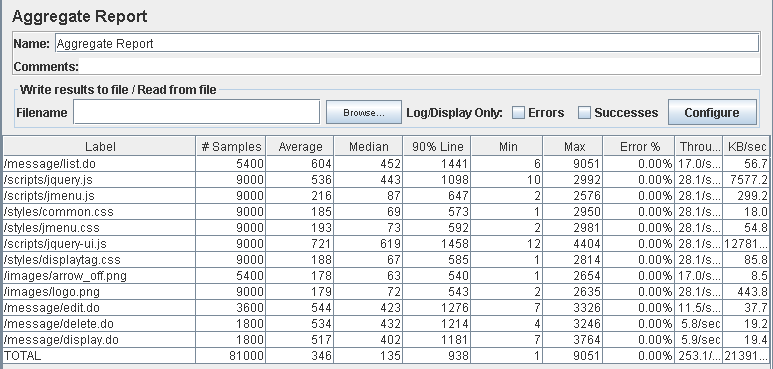 Aggregate Report
Name: Aggregate Report
Comments:
Write results to file / Read from file
Filename Browse... Log/Display Only: Errors Successes Configure
Label # Samples Average Median 90% Line Min Max Error % Throu... KB/sec
/message/list.do 5400 604 452 1441 6 9051 0.00% 17.0/s... 56.7
/scripts/jquery.js 9000 536 443 1098 10 2992 0.00% 28.1/s... 7577.2
/scripts/jmenu.js 9000 216 87 647 2 2576 0.00% 28.1/s... 299.2
/styles/common.css 9000 185 69 573 1 2950 0.00% 28.1/s... 18.0
/styles/jmenu.css 9000 193 73 592 2 2981 0.00% 28.1/s... 54.8
/scripts/jquery-ui.js 9000 721 619 1458 12 4404 0.00% 28.1/s... 12781...
/styles/displaytag.css 9000 188 67 585 1 2814 0.00% 28.1/s... 85.8
/images/arrow_off.png 5400 178 63 540 1 2654 0.00% 17.0/s... 8.5
/images/logo.png 9000 179 72 543 2 2635 0.00% 28.1/s... 443.8
/message/edit.do 3600 544 423 1276 7 3326 0.00% 11.5/s... 37.7
/message/delete.do 1800 534 432 1214 4 3246 0.00% 5.8/sec 19.2
/message/display.do 1800 517 402 1181 7 3764 0.00% 5.9/sec 19.4
TOTAL 81000 346 135 938 1 9051 0.00% 253.1/... 21391...